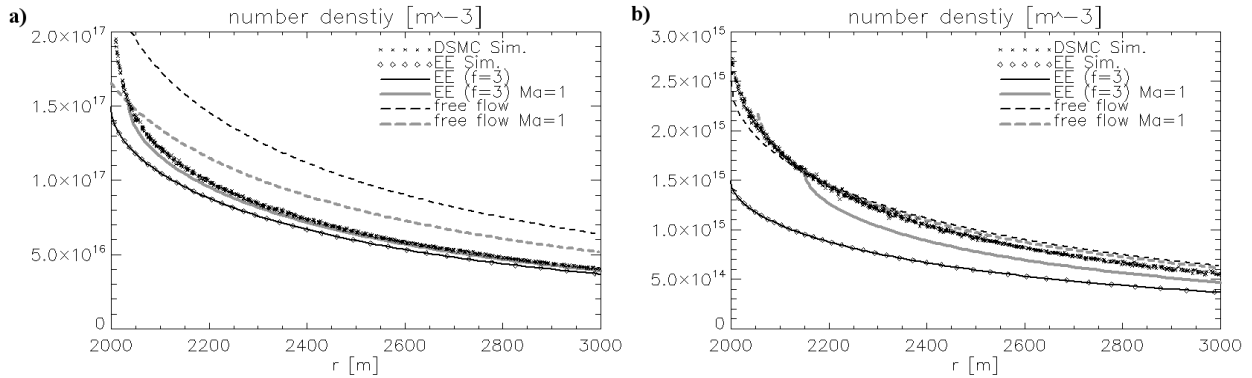 a)
number denstiy [m^−3]
2.0×10^17
1.5×10^17
1.0×10^17
5.0×10^16
0
DSMC Sim.
EE Sim.
EE (f=3)
EE (f=3) Ma=1
free flow
free flow Ma=1
2000 2200 2400 2600 2800 3000
r [m]
b)
number denstiy [m^−3]
3.0×10^15
2.5×10^15
2.0×10^15
1.5×10^15
1.0×10^15
5.0×10^14
0
DSMC Sim.
EE Sim.
EE (f=3)
EE (f=3) Ma=1
free flow
free flow Ma=1
2000 2200 2400 2600 2800 3000
r [m]